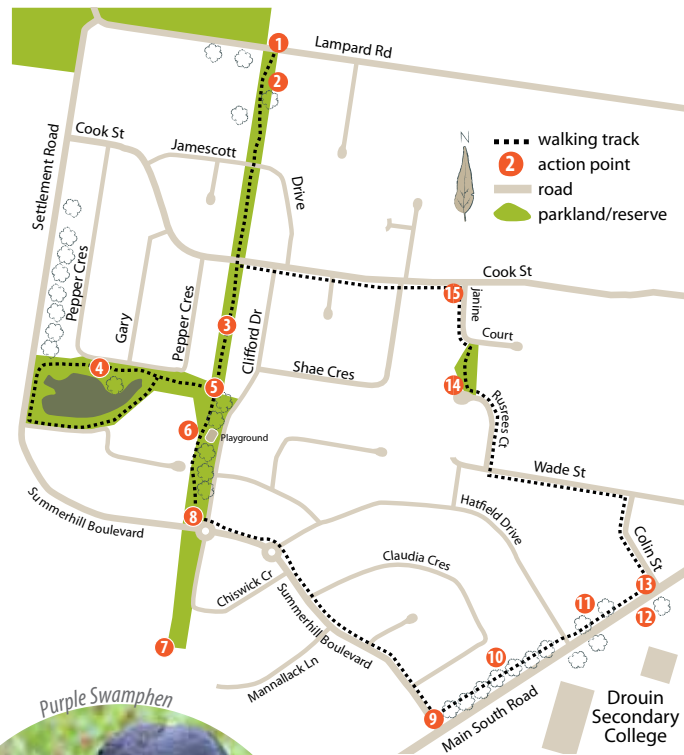 1
Lampard Rd
2
N
walking track
2
action point
road
parkland/reserve
Settlement Road
Cook St
Jamescott
Drive
Pepper Cres
Gary
Pepper Cres
3
Clifford Dr
Cook St
15
Janine
Court
Shae Cres
4
5
14
6
Playground
Rusrees Ct
Wade St
8
Summerhill Boulevard
Hatfield Drive
Colin St
Claudia Cres
Chiswick Cr
Summerhill Boulevard
13
11
12
7
10
Mannallack Ln
9
Main South Road
Drouin
Secondary
College
Purple Swamphen